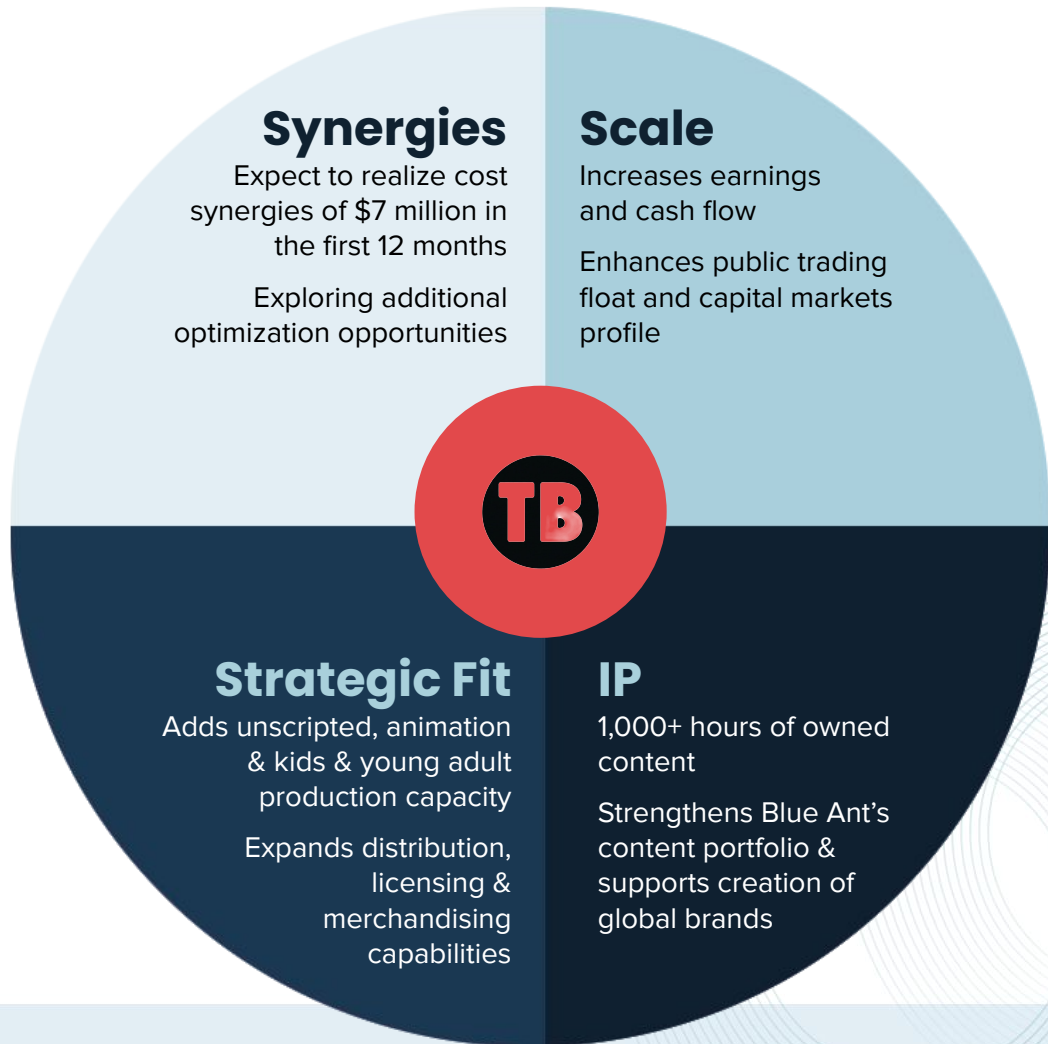 Synergies
Expect to realize cost
synergies of $7 million in
the first 12 months
Exploring additional
optimization opportunities
Scale
Increases earnings
and cash flow
Enhances public trading
float and capital markets
profile
TB
Strategic Fit
Adds unscripted, animation
& kids & young adult
production capacity
Expands distribution,
licensing &
merchandising
capabilities
IP
1,000+ hours of owned
content
Strengthens Blue Ant’s
content portfolio &
supports creation of
global brands